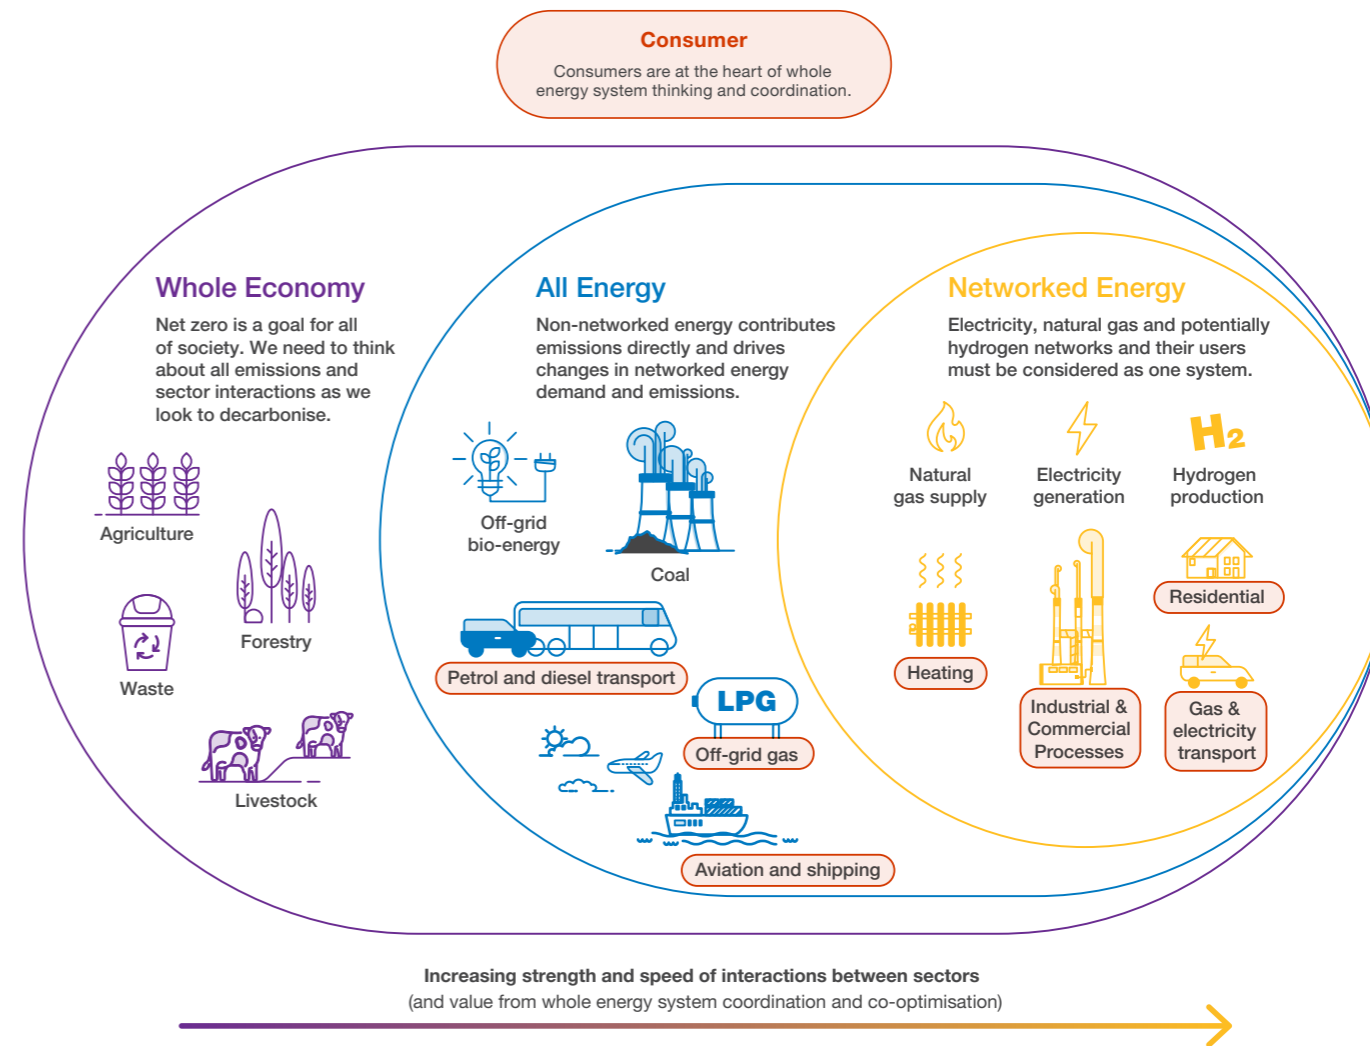 Consumer
Consumers are at the heart of whole
energy system thinking and coordination.
Whole Economy
Net zero is a goal for all
of society. We need to think
about all emissions and
sector interactions as we
look to decarbonise.
Agriculture
Forestry
Waste
Livestock
All Energy
Non-networked energy contributes
emissions directly and drives
changes in networked energy
demand and emissions.
Off-grid
bio-energy
Coal
Petrol and diesel transport
LPG
Off-grid gas
Aviation and shipping
Networked Energy
Electricity, natural gas and potentially
hydrogen networks and their users
must be considered as one system.
Natural
gas supply
Electricity
generation
H2
Hydrogen
production
Heating
Industrial &
Commercial
Processes
Residential
Gas &
electricity
transport
Increasing strength and speed of interactions between sectors
(and value from whole energy system coordination and co-optimisation)